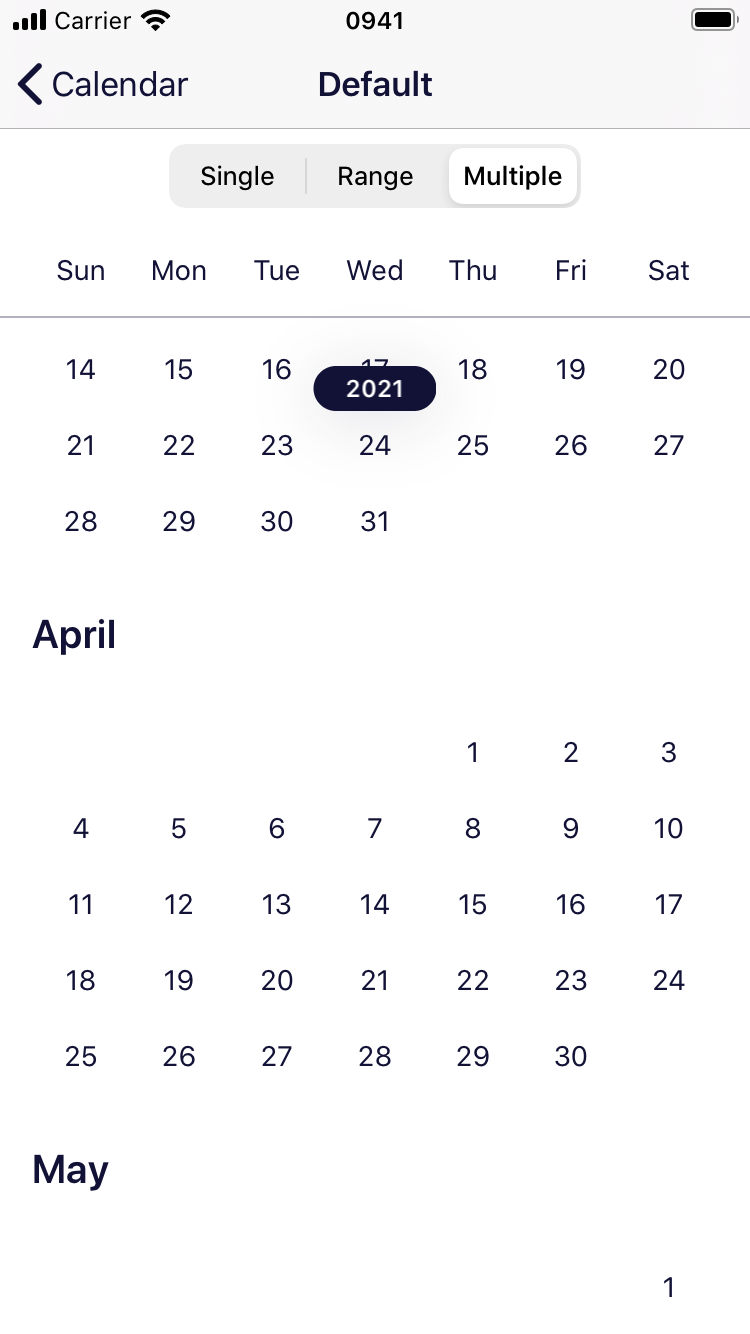 Carrier 0941
Calendar Default
Single Range Multiple
Sun Mon Tue Wed Thu Fri Sat
14 15 16 17 18 19 20
2021
21 22 23 24 25 26 27
28 29 30 31
April
1 2 3
4 5 6 7 8 9 10
11 12 13 14 15 16 17
18 19 20 21 22 23 24
25 26 27 28 29 30
May
1